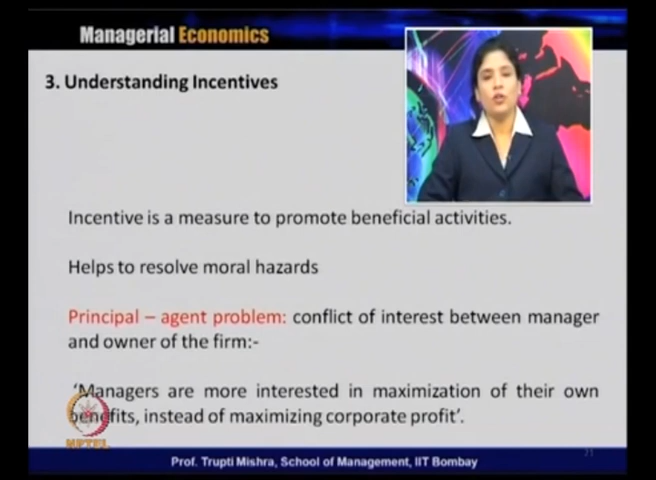 Managerial Economics
3. Understanding Incentives
Incentive is a measure to promote beneficial activities.
Helps to resolve moral hazards
Principal – agent problem: conflict of interest between manager
and owner of the firm:-
‘Managers are more interested in maximization of their own
benefits, instead of maximizing corporate profit’.
NPTEL
Prof. Trupti Mishra, School of Management, IIT Bombay